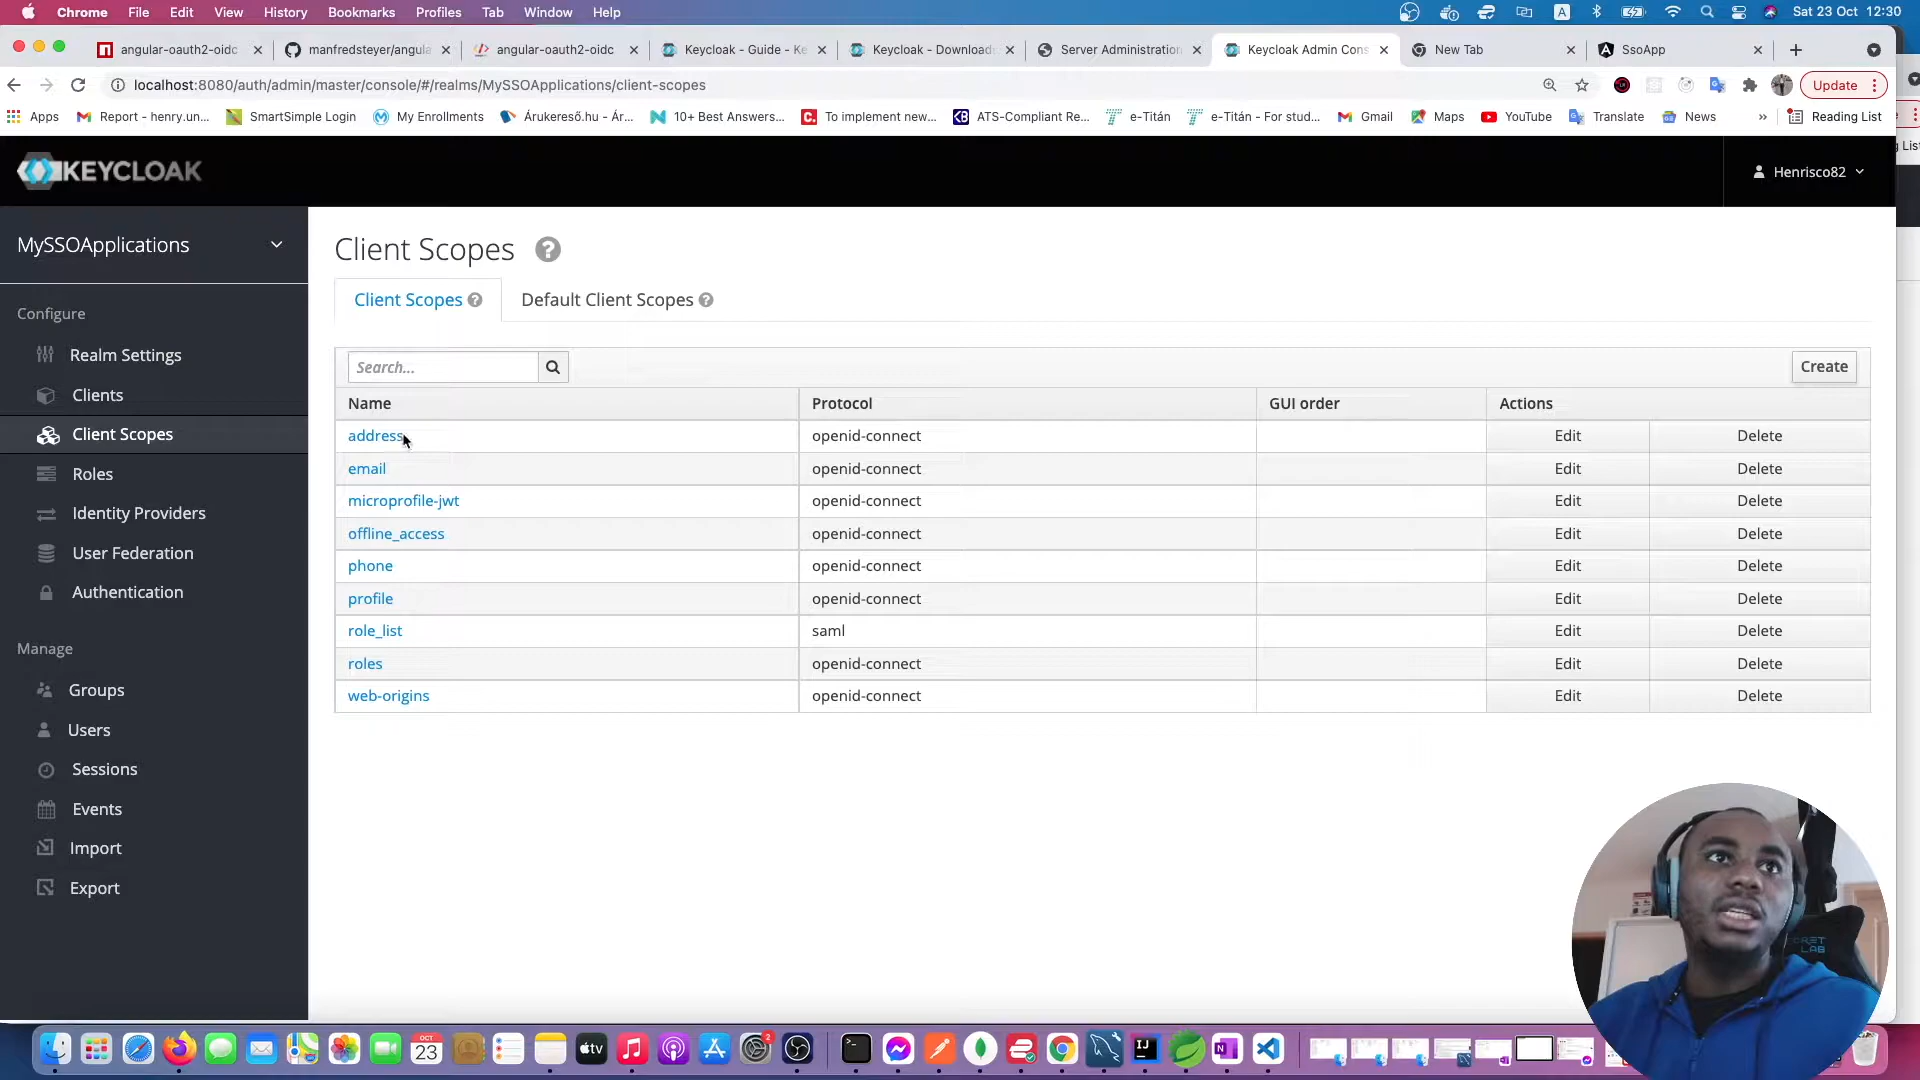 Chrome File Edit View History Bookmarks Profiles Tab Window Help A Sat 23 Oct 12:30
angular-oauth2-oidc manfredsteyer/angula angular-oauth2-oidc Keycloak - Guide - Ke Keycloak - Downloads Server Administration Keycloak Admin Cons New Tab SsoApp
localhost:8080/auth/admin/master/console/#/realms/MySSOApplications/client-scopes Update
Apps Report - henry.un... SmartSimple Login My Enrollments Árukereső.hu - Ár... 10+ Best Answers... To implement new... ATS-Compliant Re... e-Titán e-Titán - For stud... Gmail Maps YouTube Translate News » Reading List
KEYCLOAK Henrisco82
MySSOApplications
Client Scopes ?
Client Scopes ? Default Client Scopes ?
Configure
Realm Settings
Clients
Client Scopes
Roles
Identity Providers
User Federation
Authentication
Manage
Groups
Users
Sessions
Events
Import
Export
Search... Create
Name Protocol GUI order Actions
address openid-connect Edit Delete
email openid-connect Edit Delete
microprofile-jwt openid-connect Edit Delete
offline_access openid-connect Edit Delete
phone openid-connect Edit Delete
profile openid-connect Edit Delete
role_list saml Edit Delete
roles openid-connect Edit Delete
web-origins openid-connect Edit Delete
OCT
23
tv
2
IJ
N